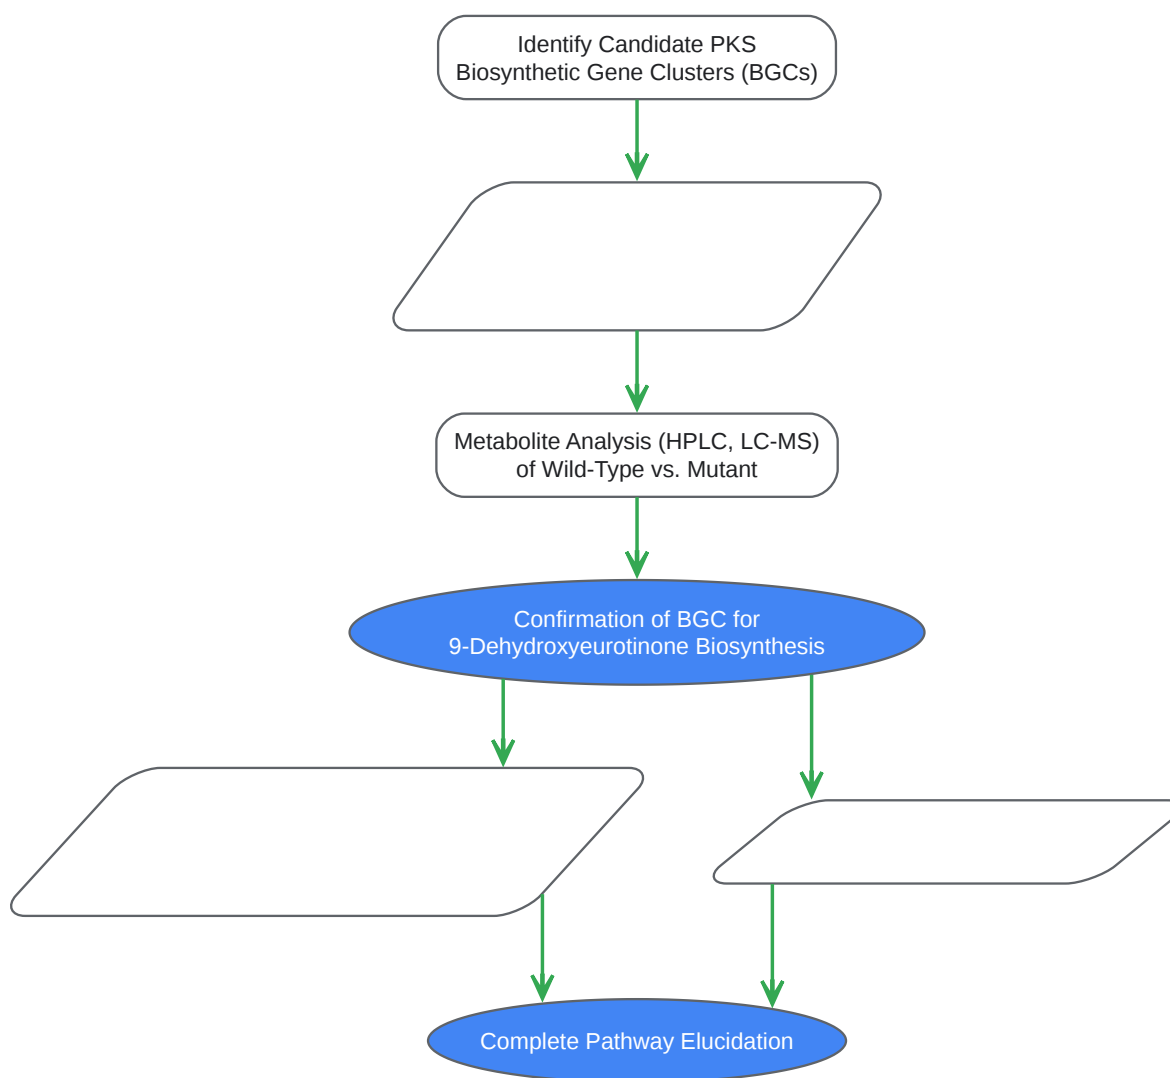 Identify Candidate PKS
Biosynthetic Gene Clusters (BGCs)
Metabolite Analysis (HPLC, LC-MS)
of Wild-Type vs. Mutant
Confirmation of BGC for
9-Dehydroxyeurotinone Biosynthesis
Complete Pathway Elucidation